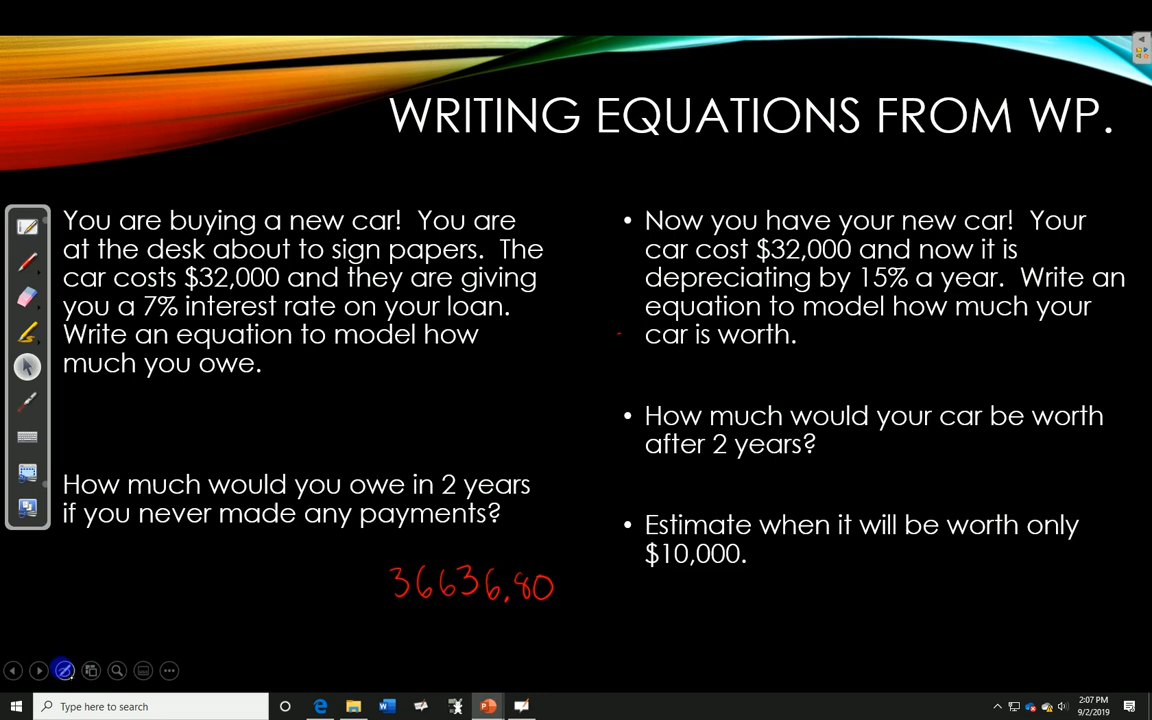 WRITING EQUATIONS FROM WP.
You are buying a new car! You are
at the desk about to sign papers. The
car costs $32,000 and they are giving
you a 7% interest rate on your loan.
Write an equation to model how
much you owe.
How much would you owe in 2 years
if you never made any payments?
36636.80
• Now you have your new car! Your
car cost $32,000 and now it is
depreciating by 15% a year. Write an
equation to model how much your
car is worth.
• How much would your car be worth
after 2 years?
• Estimate when it will be worth only
$10,000.
Type here to search
2:07 PM
9/2/2019